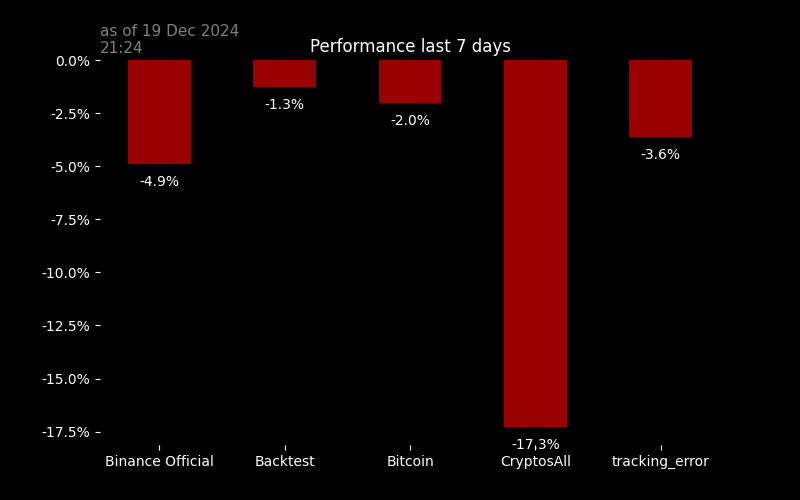 as of 19 Dec 2024
21:24
Performance last 7 days
0.0%
-2.5%
-5.0%
-7.5%
-10.0%
-12.5%
-15.0%
-17.5%
-4.9%
-1.3%
-2.0%
-17.3%
-3.6%
Binance Official
Backtest
Bitcoin
CryptosAll
tracking_error